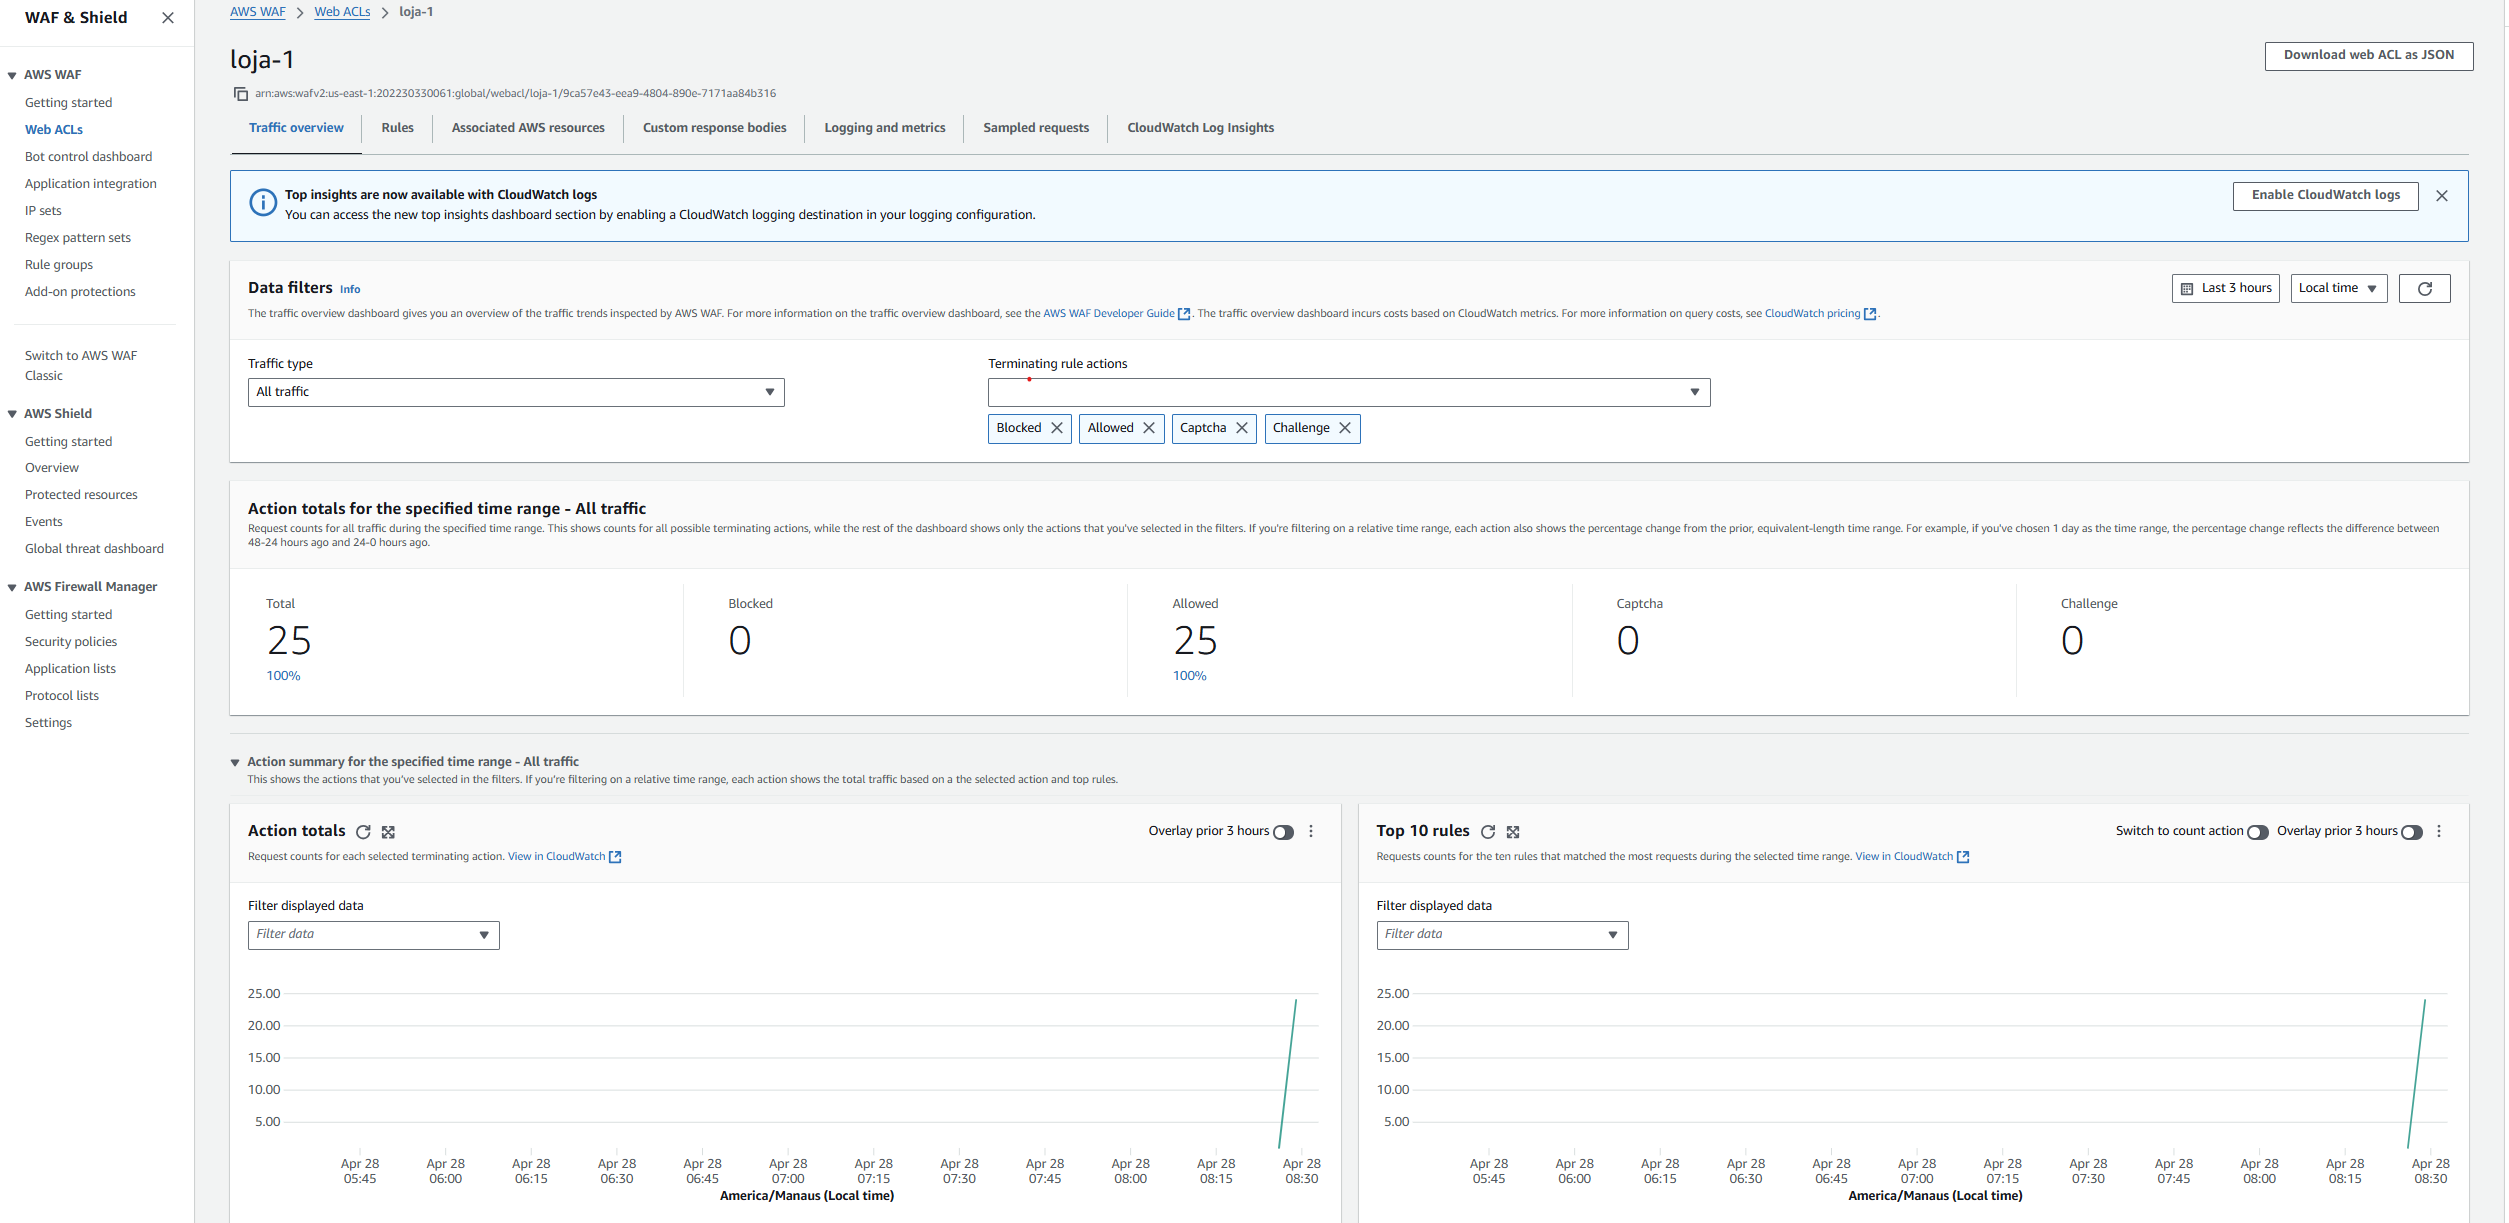 WAF & Shield
AWS WAF
Getting started
Web ACLs
Bot control dashboard
Application integration
IP sets
Regex pattern sets
Rule groups
Add-on protections
Switch to AWS WAF
Classic
AWS Shield
Getting started
Overview
Protected resources
Events
Global threat dashboard
AWS Firewall Manager
Getting started
Security policies
Application lists
Protocol lists
Settings
AWS WAF > Web ACLs > loja-1
loja-1
Download web ACL as JSON
arn:aws:wafv2:us-east-1:202230330061:global/webacl/loja-1/9ca57e43-eea9-4804-890e-7171aa84b316
Traffic overview Rules Associated AWS resources Custom response bodies Logging and metrics Sampled requests CloudWatch Log Insights
Top insights are now available with CloudWatch logs
You can access the new top insights dashboard section by enabling a CloudWatch logging destination in your logging configuration.
Enable CloudWatch logs
Data filters Info
Last 3 hours Local time
The traffic overview dashboard gives you an overview of the traffic trends inspected by AWS WAF. For more information on the traffic overview dashboard, see the AWS WAF Developer Guide. The traffic overview dashboard incurs costs based on CloudWatch metrics. For more information on query costs, see CloudWatch pricing.
Traffic type
All traffic
Terminating rule actions
Blocked Allowed Captcha Challenge
Action totals for the specified time range - All traffic
Request counts for all traffic during the specified time range. This shows counts for all possible terminating actions, while the rest of the dashboard shows only the actions that you've selected in the filters. If you're filtering on a relative time range, each action also shows the percentage change from the prior, equivalent-length time range. For example, if you've chosen 1 day as the time range, the percentage change reflects the difference between
48-24 hours ago and 24-0 hours ago.
Total Blocked Allowed Captcha Challenge
25 0 25 0 0
100% 100%
Action summary for the specified time range - All traffic
This shows the actions that you've selected in the filters. If you're filtering on a relative time range, each action shows the total traffic based on a the selected action and top rules.
Action totals
Overlay prior 3 hours
Request counts for each selected terminating action. View in CloudWatch
Filter displayed data
Filter data
25.00
20.00
15.00
10.00
5.00
Apr 28 Apr 28 Apr 28 Apr 28 Apr 28 Apr 28 Apr 28 Apr 28 Apr 28 Apr 28 Apr 28 Apr 28
05:45 06:00 06:15 06:30 06:45 07:00 07:15 07:30 07:45 08:00 08:15 08:30
America/Manaus (Local time)
Top 10 rules
Switch to count action Overlay prior 3 hours
Requests counts for the ten rules that matched the most requests during the selected time range. View in CloudWatch
Filter displayed data
Filter data
25.00
20.00
15.00
10.00
5.00
Apr 28 Apr 28 Apr 28 Apr 28 Apr 28 Apr 28 Apr 28 Apr 28 Apr 28 Apr 28 Apr 28 Apr 28
05:45 06:00 06:15 06:30 06:45 07:00 07:15 07:30 07:45 08:00 08:15 08:30
America/Manaus (Local time)